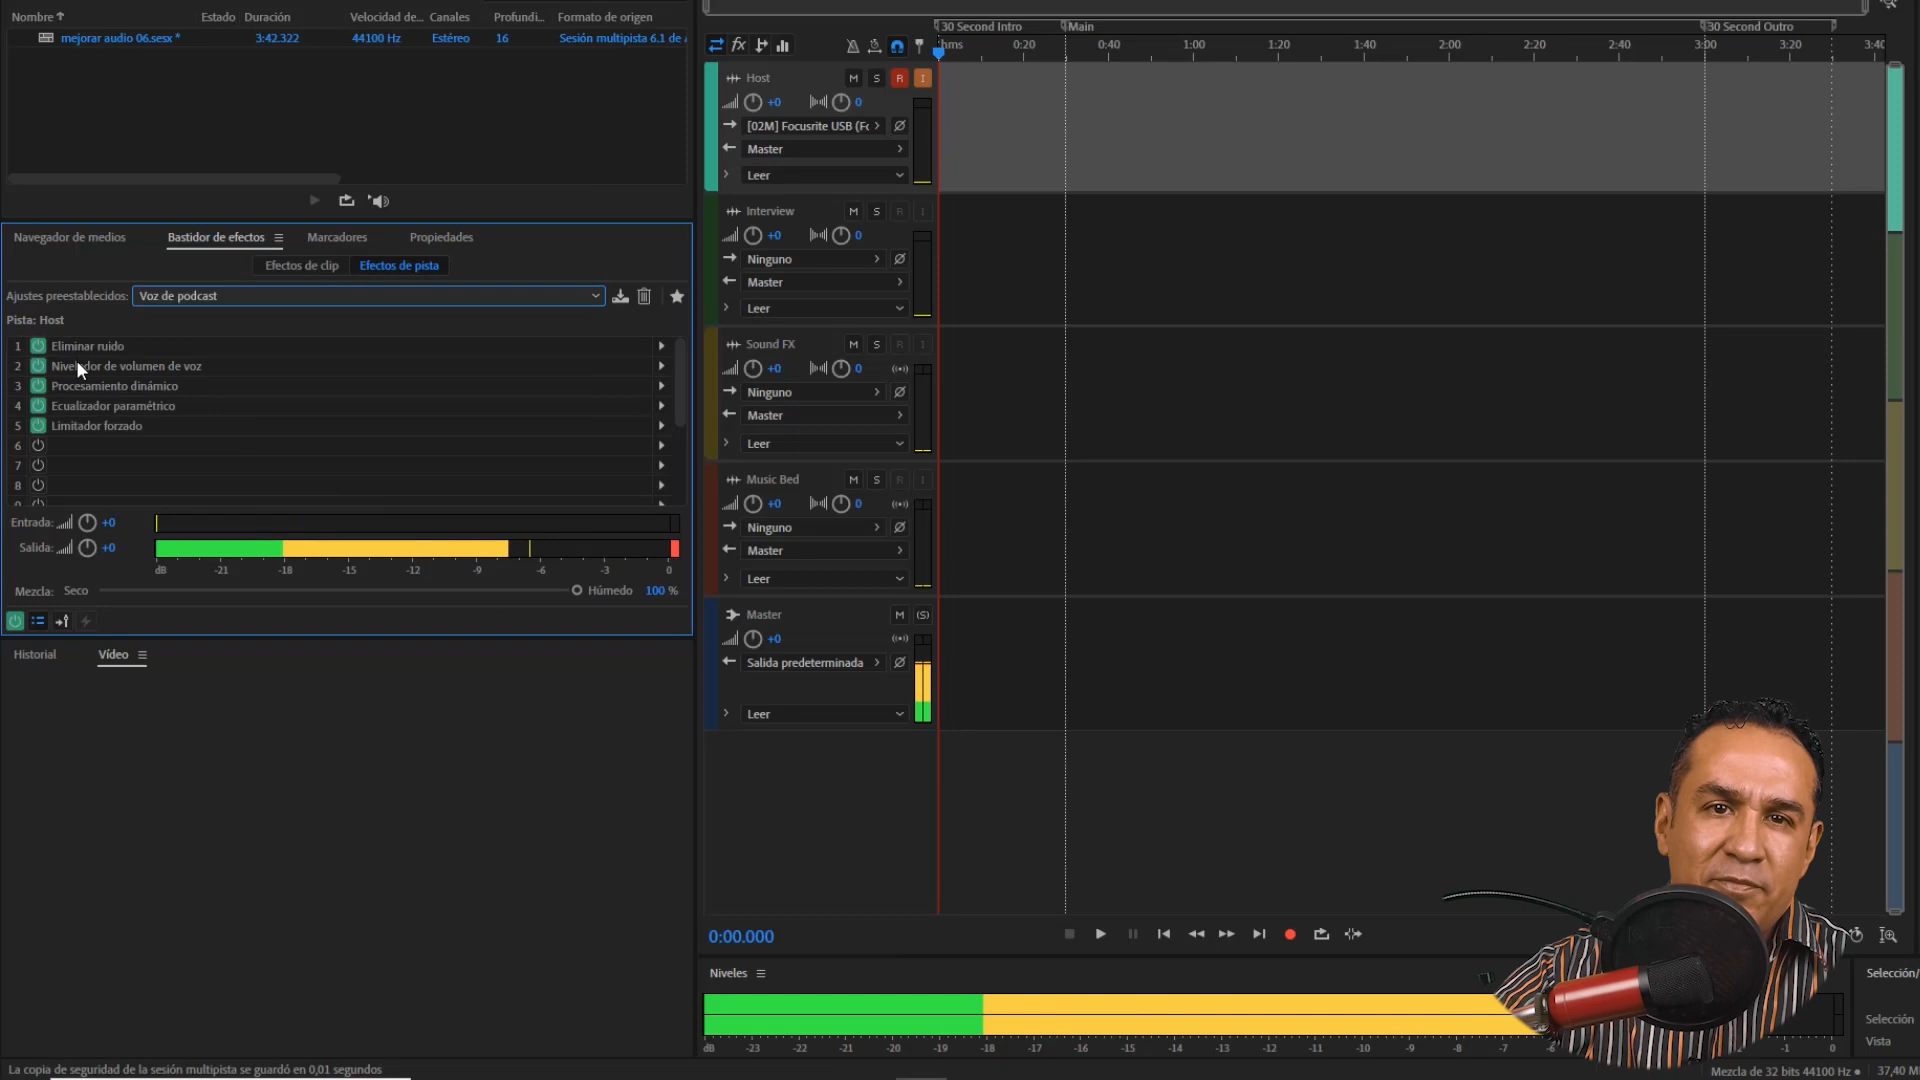 Nombre Estado Duración Velocidad de... Canales Profundi... Formato de origen
mejorar audio 06.sesx * 3:42.322 44100 Hz Estéreo 16 Sesión multipista 6.1 de
Navegador de medios Bastidor de efectos Marcadores Propiedades
Efectos de clip Efectos de pista
Ajustes preestablecidos: Voz de podcast
Pista: Host
1 Eliminar ruido
2 Nivelador de volumen de voz
3 Procesamiento dinámico
4 Ecualizador paramétrico
5 Limitador forzado
6
7
8
Entrada: +0
Salida: +0
dB -21 -18 -15 -12 -9 -6 -3 0
Mezcla: Seco Húmedo 100 %
Historial Vídeo
La copia de seguridad de la sesión multipista se guardó en 0,01 segundos
30 Second Intro Main 30 Second Outro
fx hms 0:20 0:40 1:00 1:20 1:40 2:00 2:20 2:40 3:00 3:20 3:40
Host M S R I
+0 0
[02M] Focusrite USB (Fo
Master
Leer
Interview M S R I
+0 0
Ninguno
Master
Leer
Sound FX M S R I
+0 0
Ninguno
Master
Leer
Music Bed M S R I
+0 0
Ninguno
Master
Leer
Master M (S)
+0
Salida predeterminada
Leer
0:00.000
Niveles
dB -23 -22 -21 -20 -19 -18 -17 -16 -15 -14 -13 -12 -11 -10 -9 -8 -7 -1 0
Selección/
Selección
Vista
Mezcla de 32 bits 44100 Hz 37,40 M